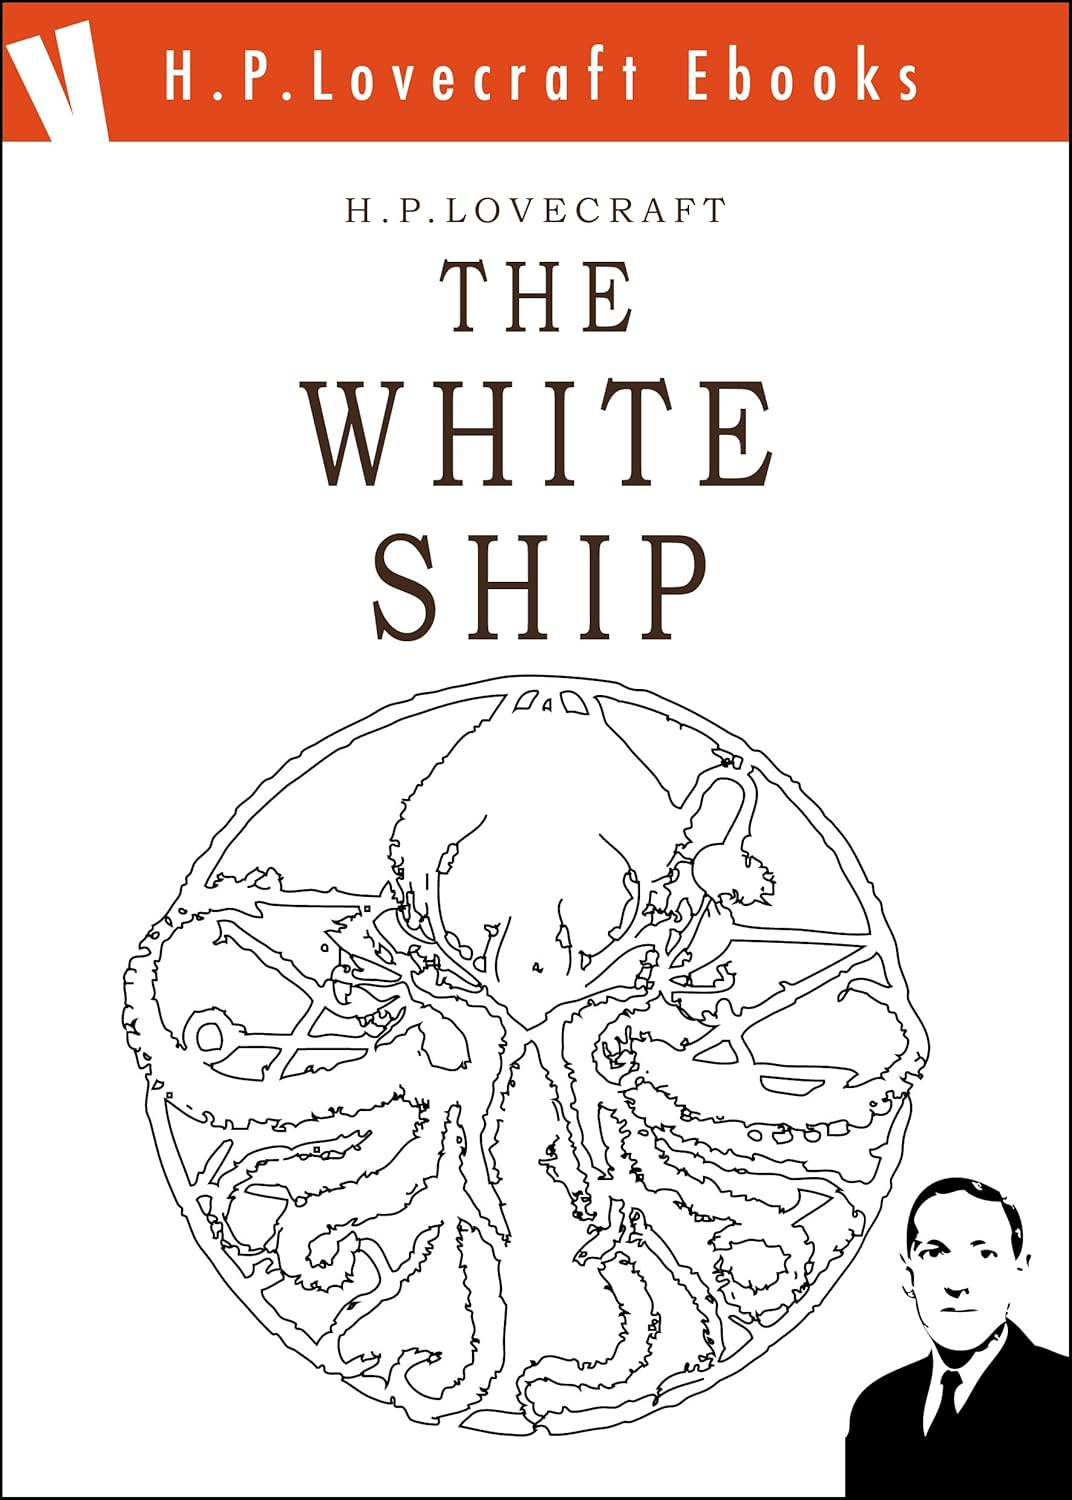 H.P.Lovecraft Ebooks
H.P.LOVECRAFT
THE
WHITE
SHIP